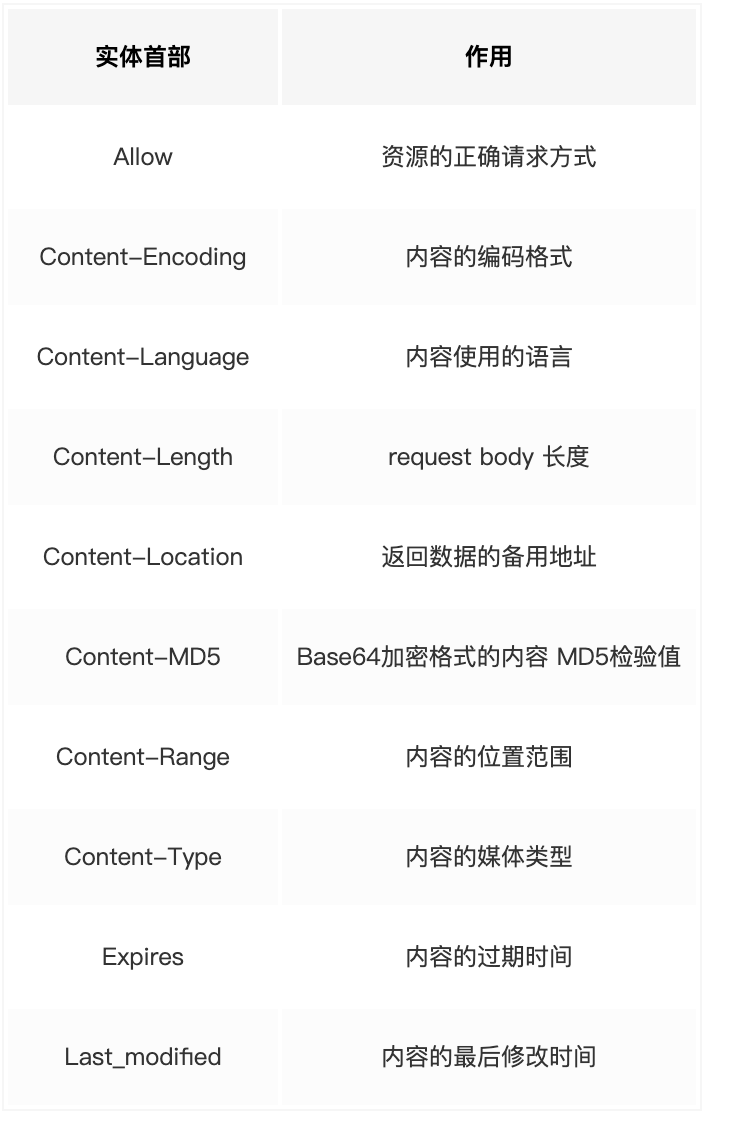 实体首部 作用
Allow 资源的正确请求方式
Content-Encoding 内容的编码格式
Content-Language 内容使用的语言
Content-Length request body 长度
Content-Location 返回数据的备用地址
Content-MD5 Base64加密格式的内容 MD5检验值
Content-Range 内容的位置范围
Content-Type 内容的媒体类型
Expires 内容的过期时间
Last_modified 内容的最后修改时间